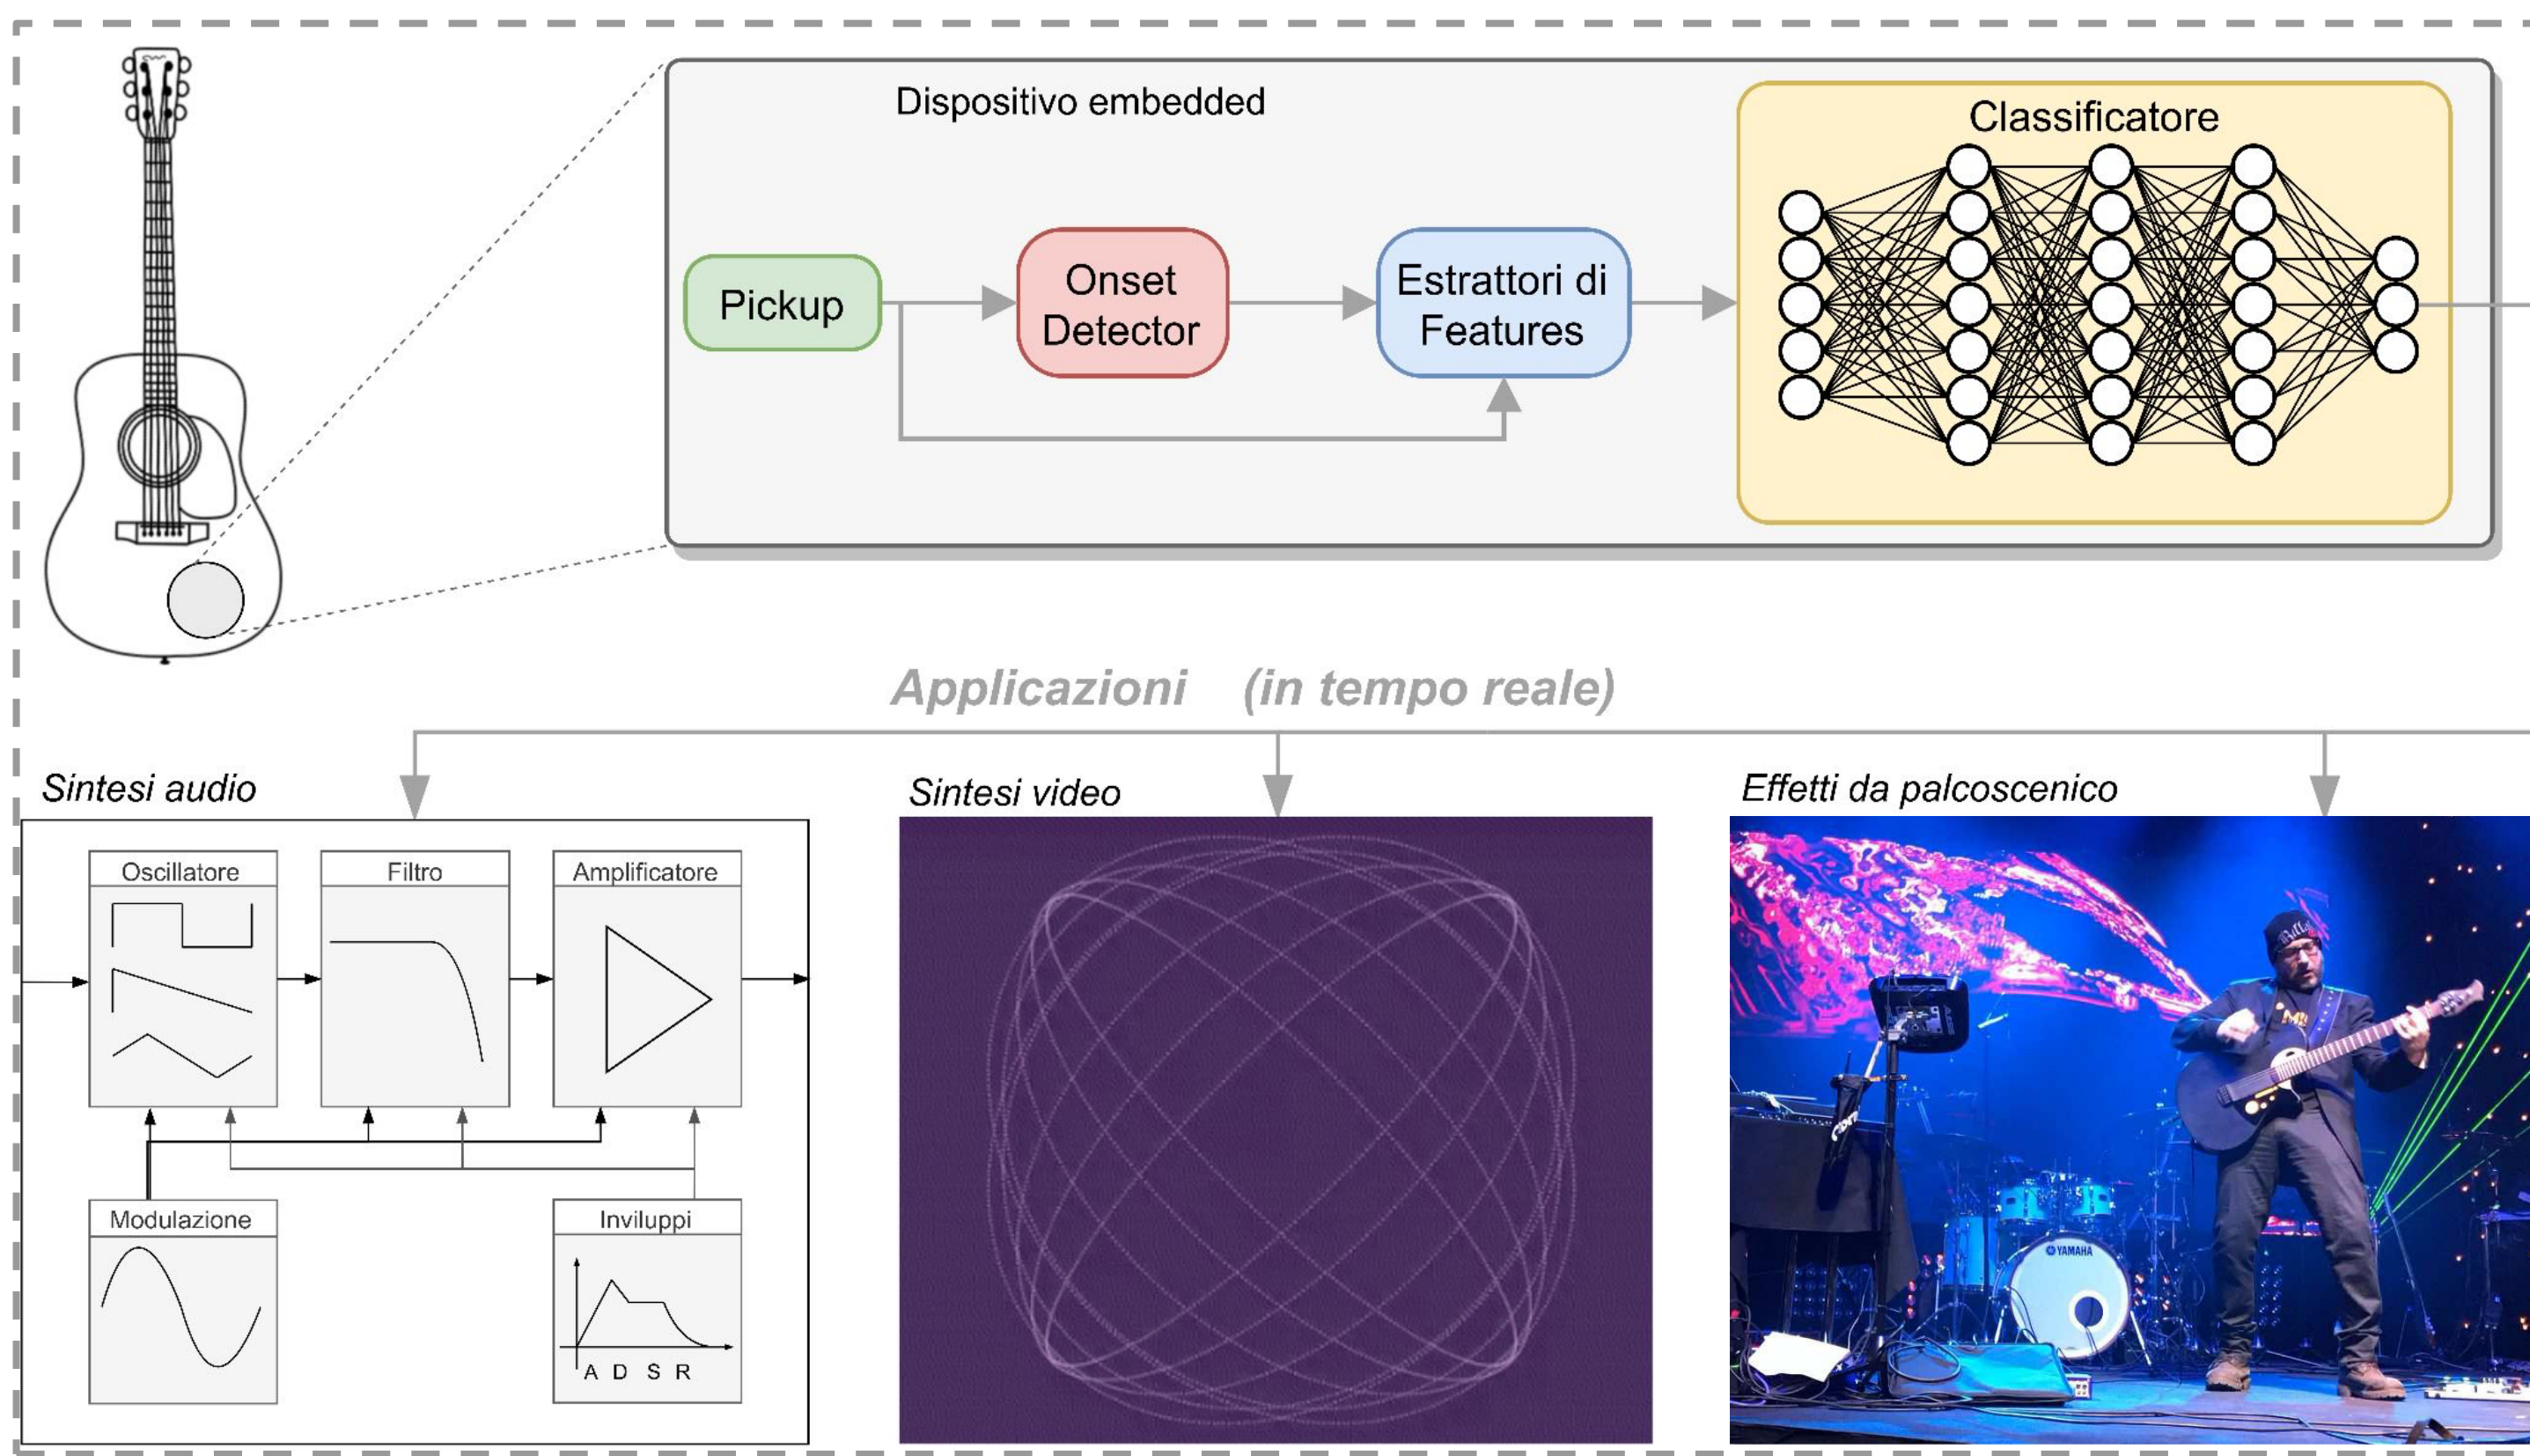 Dispositivo embedded
Classificatore
Pickup
Onset
Detector
Estrattori di
Features
Applicazioni (in tempo reale)
Sintesi audio
Sintesi video
Effetti da palcoscenico
Oscillatore
Filtro
Amplificatore
Modulazione
Inviluppi
A D S R
YAMAHA